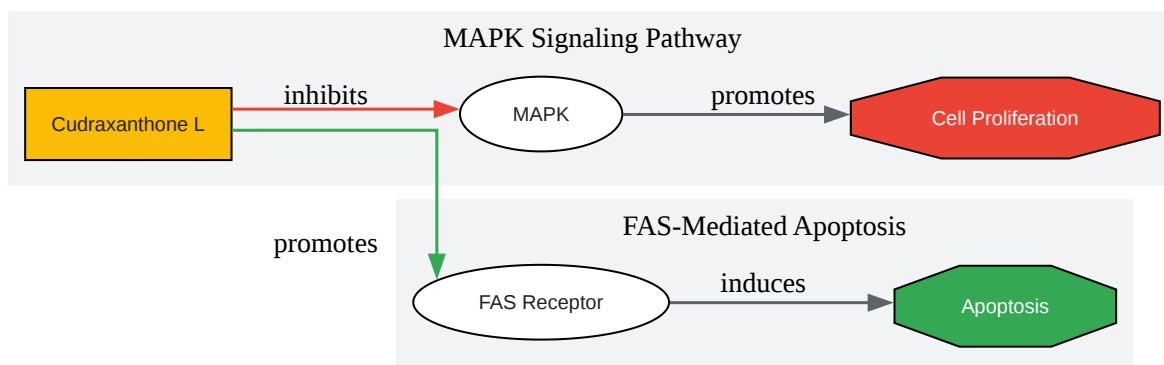 MAPK Signaling Pathway
Cudraxanthone L
inhibits
MAPK
promotes
Cell Proliferation
promotes
FAS-Mediated Apoptosis
FAS Receptor
induces
Apoptosis